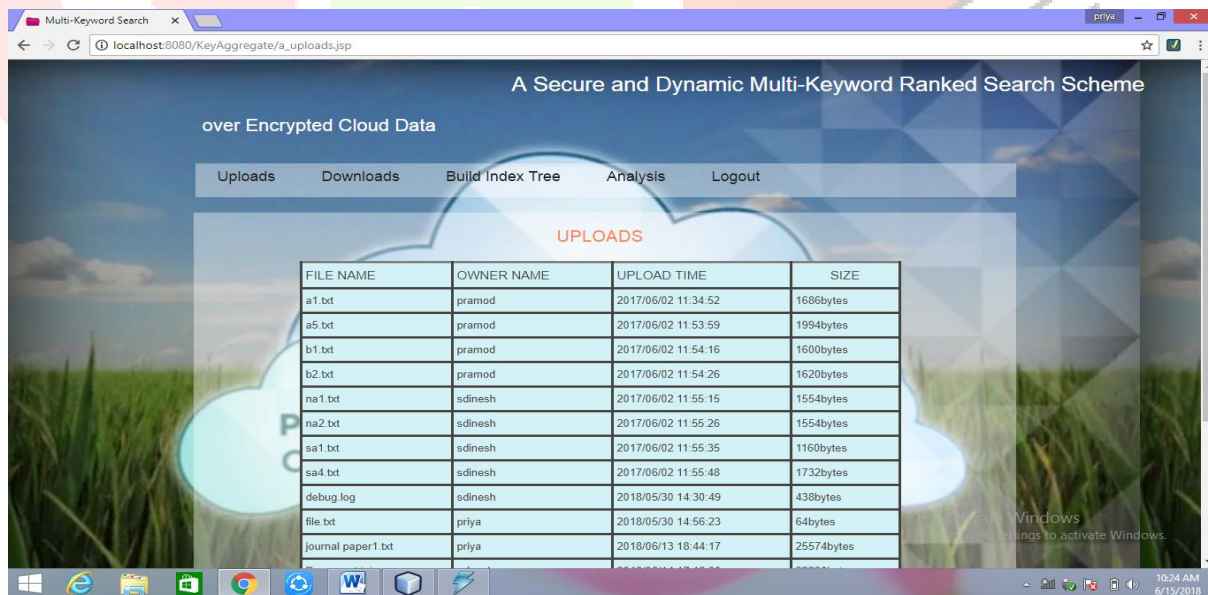 Multi-Keyword Search
priya
localhost:8080/KeyAggregate/a_uploads.jsp
A Secure and Dynamic Multi-Keyword Ranked Search Scheme
over Encrypted Cloud Data
Uploads Downloads Build Index Tree Analysis Logout
UPLOADS
FILE NAME OWNER NAME UPLOAD TIME SIZE
a1.txt pramod 2017/06/02 11:34:52 1686bytes
a5.txt pramod 2017/06/02 11:53:59 1994bytes
b1.txt pramod 2017/06/02 11:54:16 1600bytes
b2.txt pramod 2017/06/02 11:54:26 1620bytes
na1.txt sdinesh 2017/06/02 11:55:15 1554bytes
na2.txt sdinesh 2017/06/02 11:55:26 1554bytes
sa1.txt sdinesh 2017/06/02 11:55:35 1160bytes
sa4.txt sdinesh 2017/06/02 11:55:48 1732bytes
debug.log sdinesh 2018/05/30 14:30:49 438bytes
file.txt priya 2018/05/30 14:56:23 64bytes
journal paper1.txt priya 2018/06/13 18:44:17 25574bytes
Windows
to activate Windows.
10:24 AM
6/15/2018